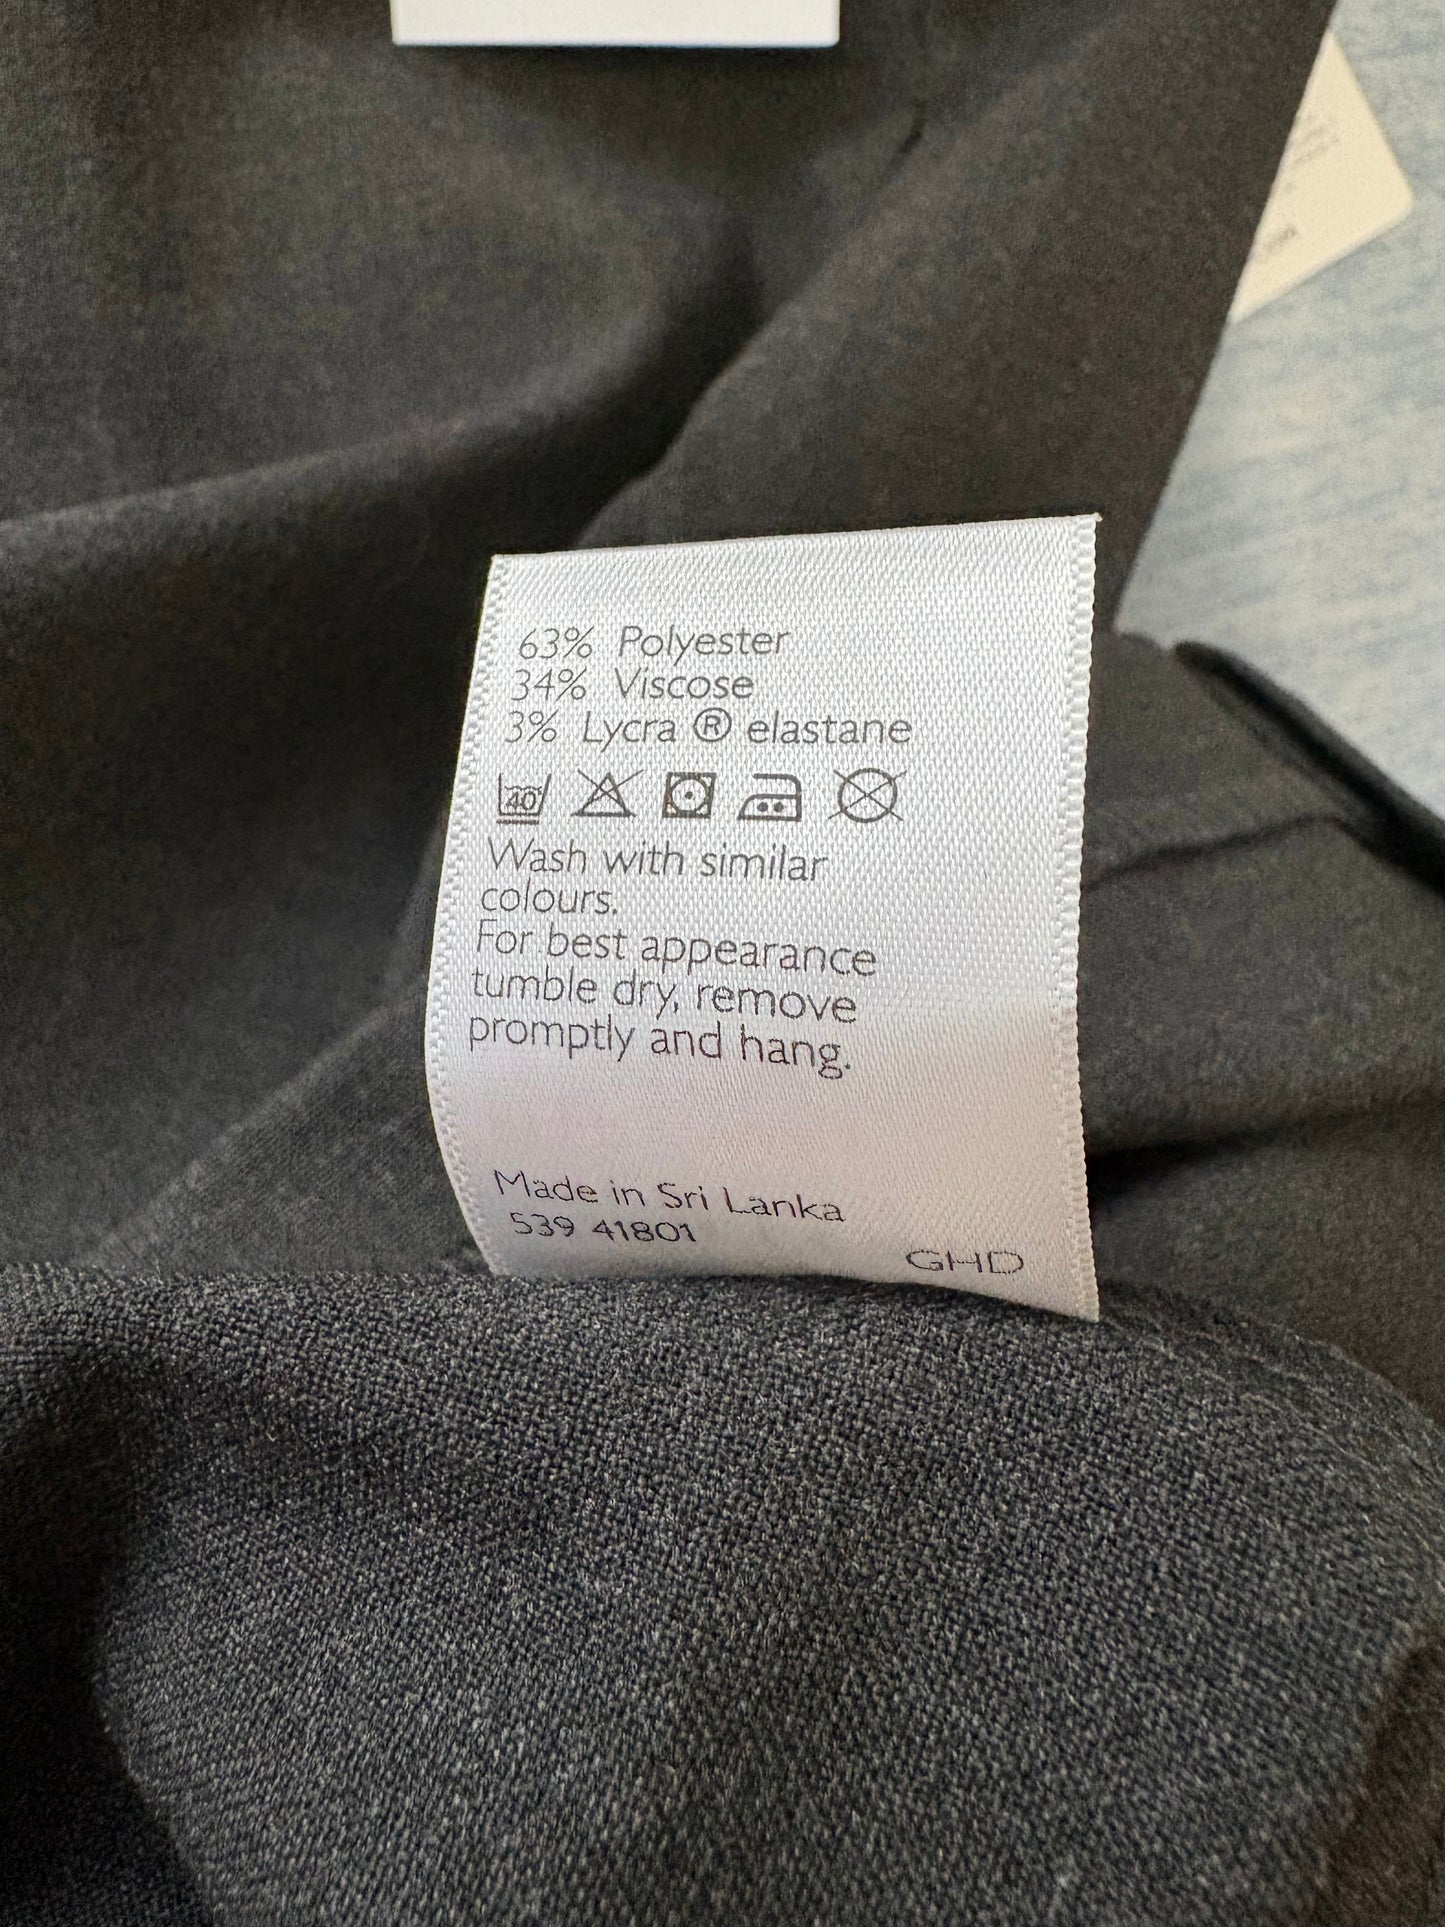 63% Polyester
34% Viscose
3% Lycra ® elastane
40
Wash with similar
colours.
For best appearance
tumble dry, remove
promptly and hang.
Made in Sri Lanka
539 41801
GHD